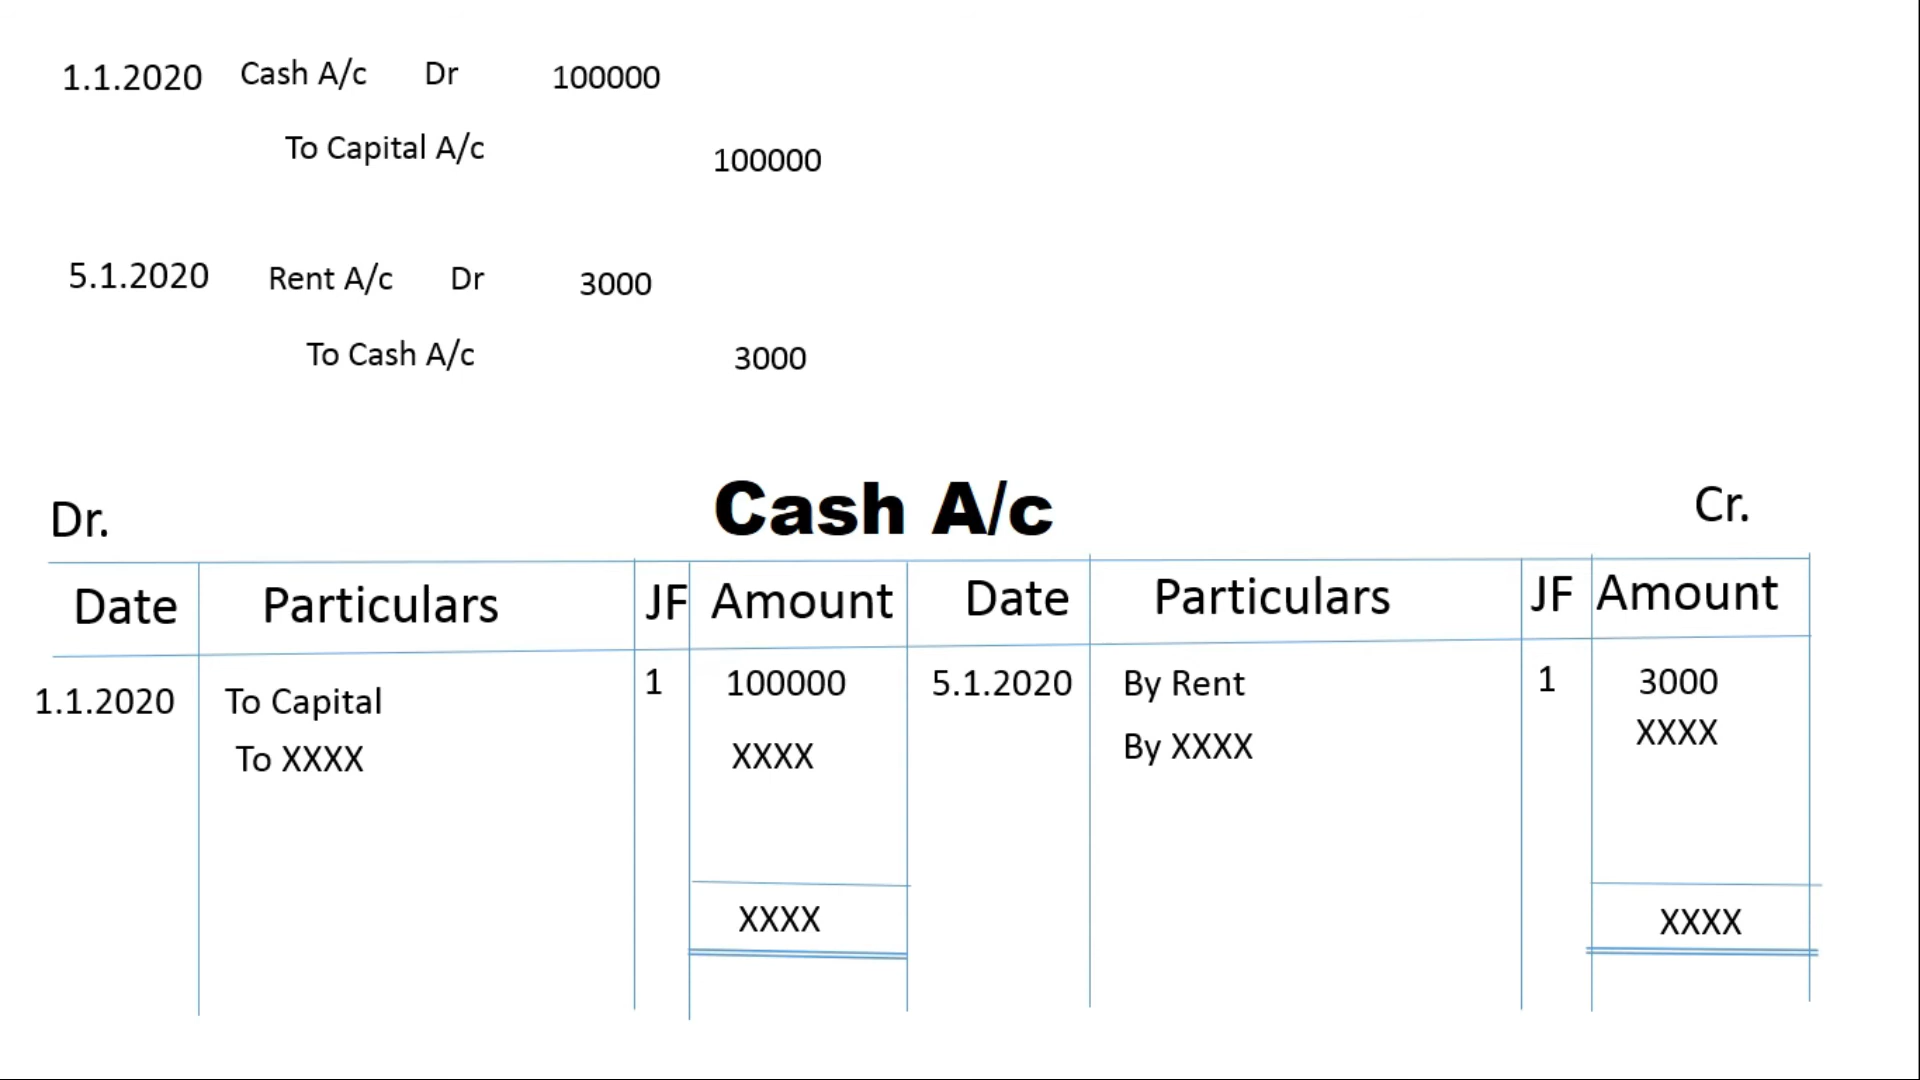 1.1.2020 Cash A/c Dr 100000
To Capital A/c 100000
5.1.2020 Rent A/c Dr 3000
To Cash A/c 3000
Dr. Cash A/c Cr.
Date Particulars JF Amount Date Particulars JF Amount
1.1.2020 To Capital 1 100000 5.1.2020 By Rent 1 3000
To XXXX XXXX By XXXX XXXX
XXXX XXXX